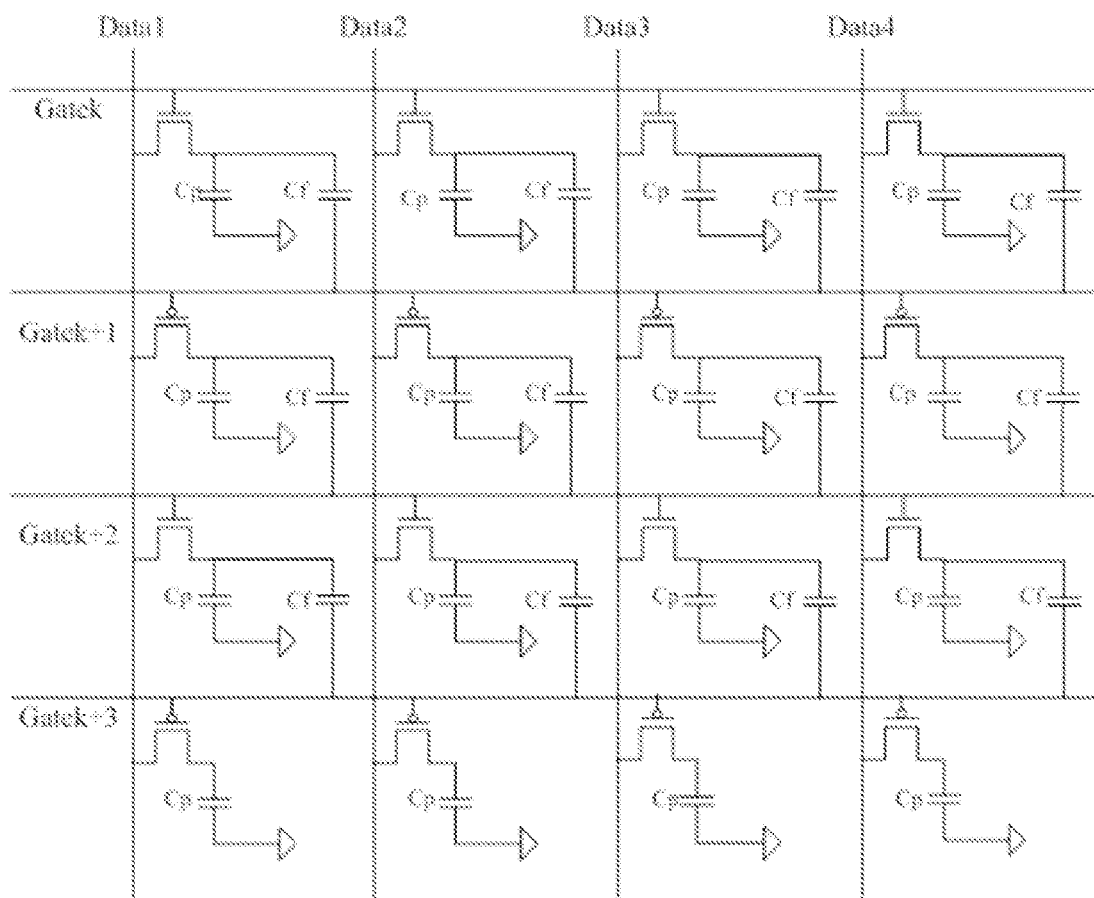 Data1 Data2 Data3 Data4
Gatek
Cp Cf Cp Cf Cp Cf Cp Cf
Gatek+1
Cp Cf Cp Cf Cp Cf Cp Cf
Gatek+2
Cp Cf Cp Cf Cp Cf Cp Cf
Gatek+3
Cp Cp Cp Cp